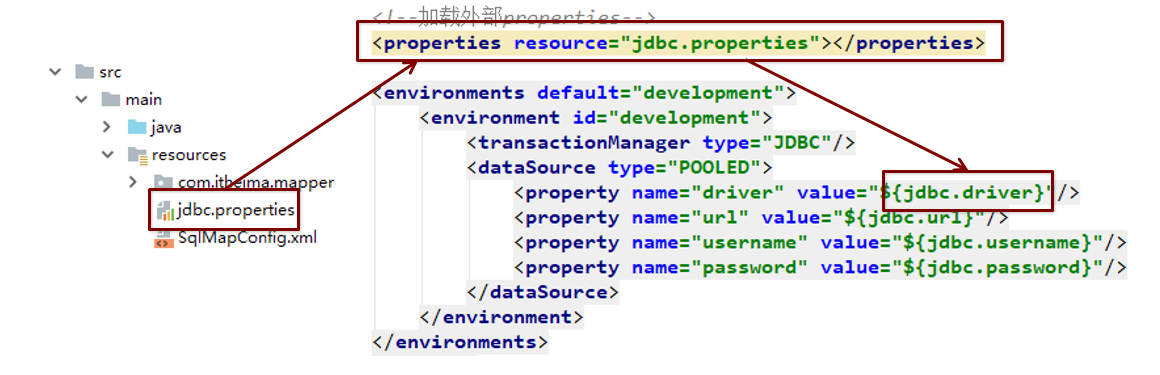 <!--加载外部properties-->
<properties resource="jdbc.properties"></properties>
src
main
java
resources
com.itheima.mapper
jdbc.properties
SqlMapConfig.xml
<environments default="development">
<environment id="development">
<transactionManager type="JDBC"/>
<dataSource type="POOLED">
<property name="driver" value="${jdbc.driver}"/>
<property name="url" value="${jdbc.url}"/>
<property name="username" value="${jdbc.username}"/>
<property name="password" value="${jdbc.password}"/>
</dataSource>
</environment>
</environments>